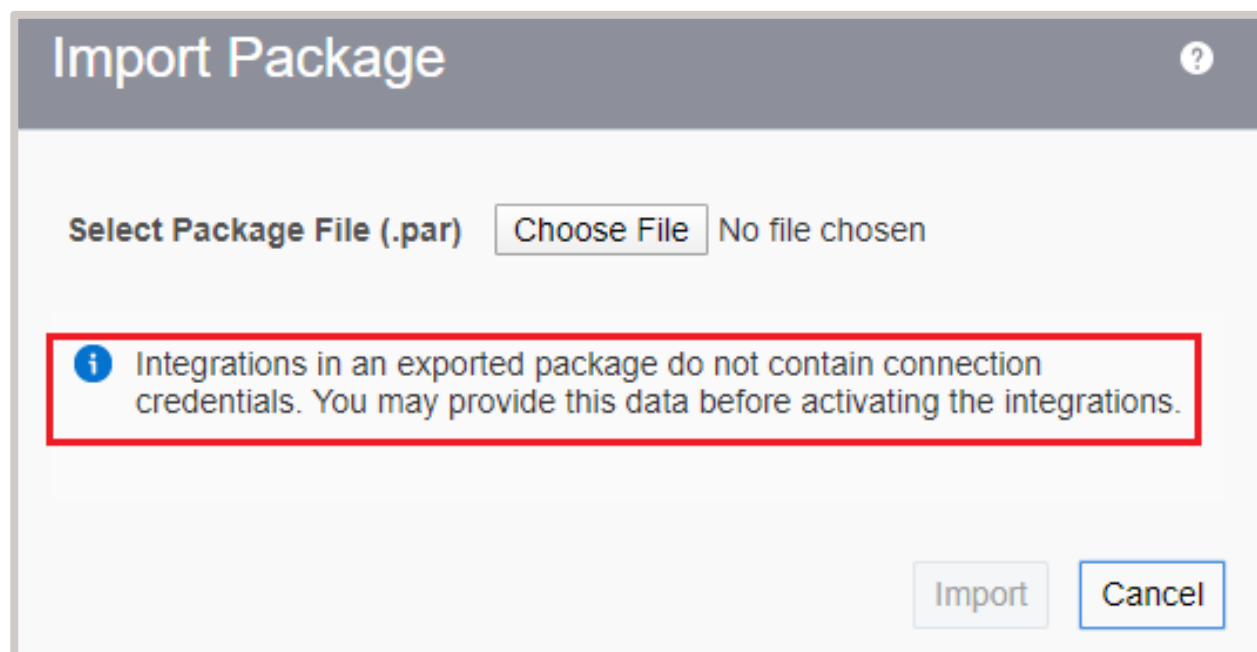 Import Package
?
Select Package File (.par) Choose File No file chosen
i
Integrations in an exported package do not contain connection
credentials. You may provide this data before activating the integrations.
Import Cancel